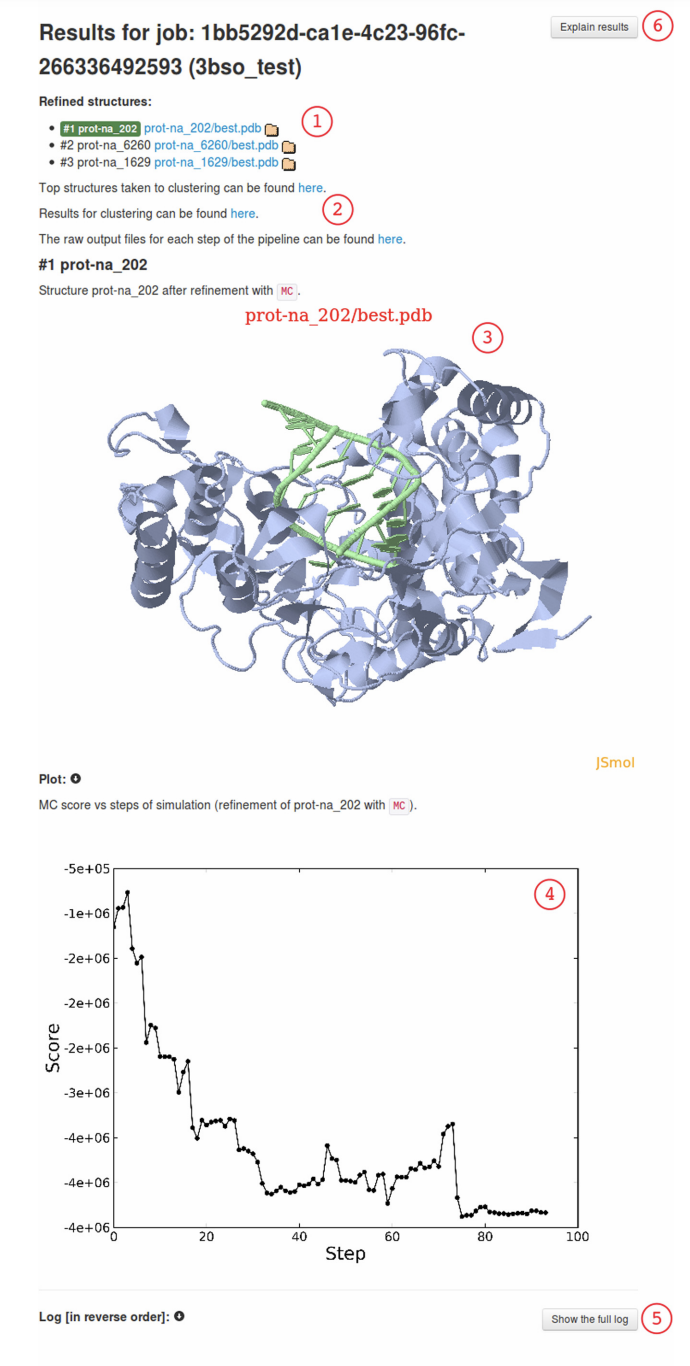 Results for job: 1bb5292d-ca1e-4c23-96fc-
266336492593 (3bso_test)
Explain results
6
Refined structures:
1
#1 prot-na_202 prot-na_202/best.pdb
#2 prot-na_6260 prot-na_6260/best.pdb
#3 prot-na_1629 prot-na_1629/best.pdb
Top structures taken to clustering can be found here.
Results for clustering can be found here.
2
The raw output files for each step of the pipeline can be found here.
#1 prot-na_202
Structure prot-na_202 after refinement with MC.
prot-na_202/best.pdb
3
JSmol
Plot:
MC score vs steps of simulation (refinement of prot-na_202 with MC).
4
Score
-5e+05
-1e+06
-2e+06
-2e+06
-2e+06
-3e+06
-4e+06
-4e+06
-4e+06
0 20 40 60 80 100
Step
Log [in reverse order]:
Show the full log
5